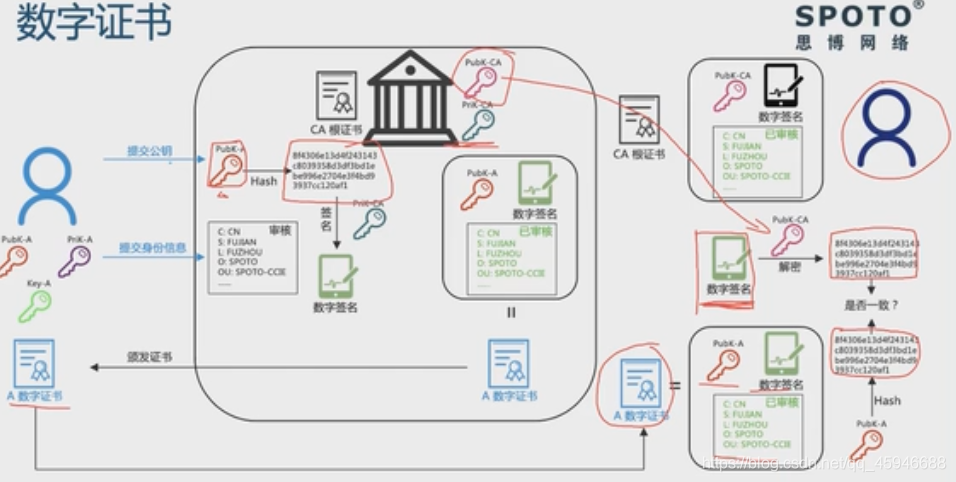 数字证书
SPOTO®
思博网络
CA 根证书
PubK-CA
PriK-CA
提交公钥
PubK-A
Hash
8f4306e13d4f243143
c8039358d3df3bd1e
be996e2704e3f4bd9
3937cc120af1
签名
PriK-CA
数字签名
提交身份信息
C: CN 审核
S: FUJIAN
L: FUZHOU
O: SPOTO
OU: SPOTO-CCIE
......
PubK-A
PriK-A
Key-A
PubK-A
数字签名
C: CN 已审核
S: FUJIAN
L: FUZHOU
O: SPOTO
OU: SPOTO-CCIE
......
=
A 数字证书
颁发证书
A 数字证书
CA 根证书
PubK-CA
数字签名
C: CN 已审核
S: FUJIAN
L: FUZHOU
O: SPOTO
OU: SPOTO-CCIE
......
数字签名
PubK-CA
解密
8f4306e13d4f243143
c8039358d3df3bd1e
be996e2704e3f4bd9
3937cc120af1
是否一致？
8f4306e13d4f243143
c8039358d3df3bd1e
be996e2704e3f4bd9
3937cc120af1
Hash
PubK-A
A 数字证书
=
PubK-A
数字签名
C: CN 已审核
S: FUJIAN
L: FUZHOU
O: SPOTO
OU: SPOTO-CCIE
https://blog.csdn.net/qq_45946688